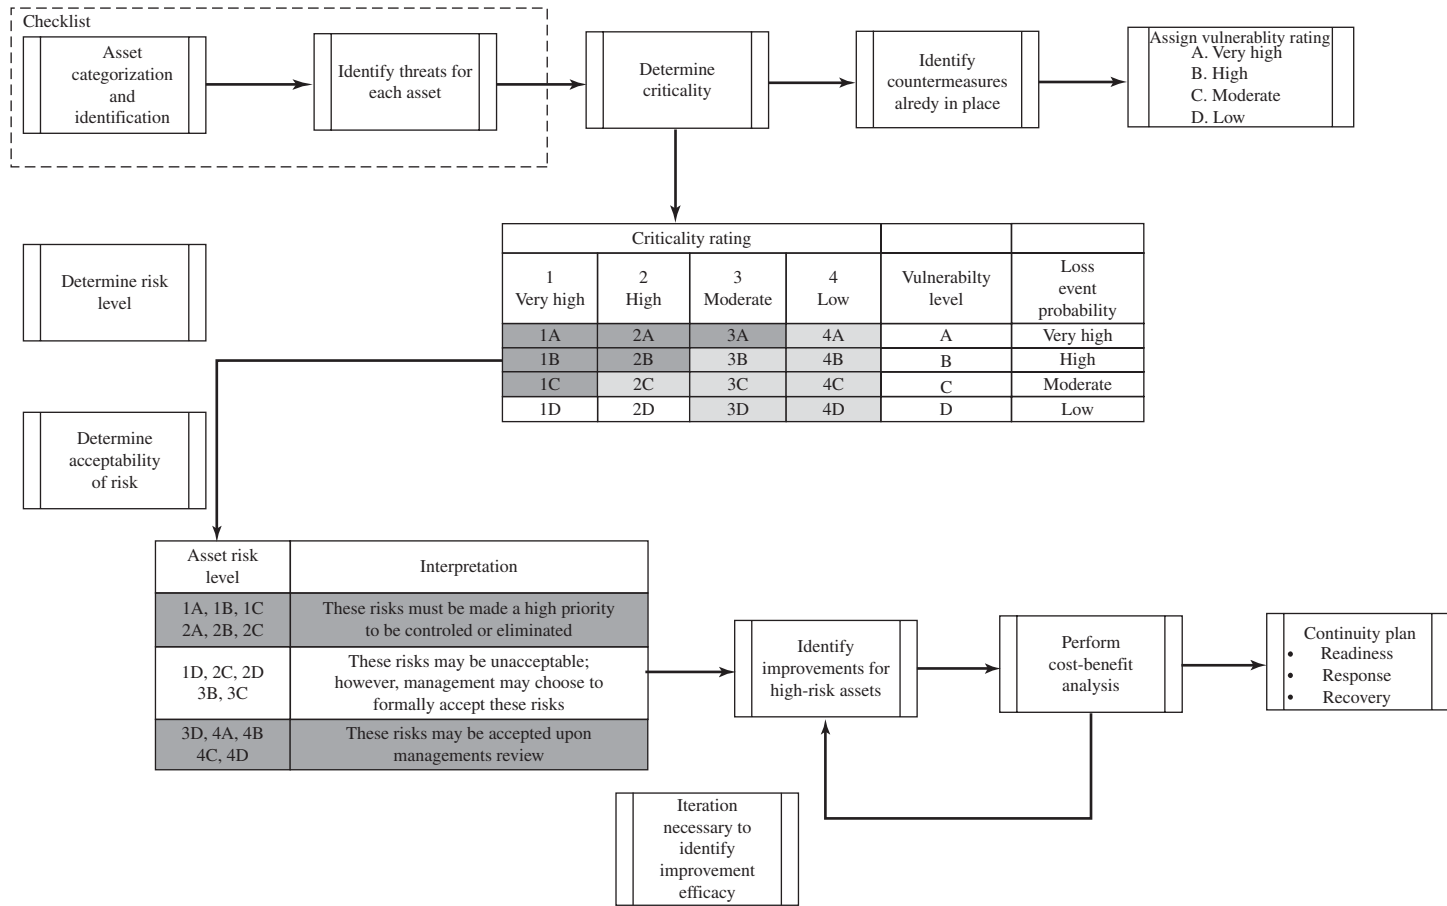 Checklist
Asset
categorization
and
identification
Identify threats for
each asset
Determine
criticality
Identify
countermeasures
alredy in place
Assign vulnerablity rating
A. Very high
B. High
C. Moderate
D. Low
Determine risk
level
Criticality rating
1
Very high
2
High
3
Moderate
4
Low
Vulnerabilty
level
Loss
event
probability
1A 2A 3A 4A A Very high
1B 2B 3B 4B B High
1C 2C 3C 4C C Moderate
1D 2D 3D 4D D Low
Determine
acceptability
of risk
Asset risk
level
Interpretation
1A, 1B, 1C
2A, 2B, 2C
These risks must be made a high priority
to be controled or eliminated
1D, 2C, 2D
3B, 3C
These risks may be unacceptable;
however, management may choose to
formally accept these risks
3D, 4A, 4B
4C, 4D
These risks may be accepted upon
managements review
Identify
improvements for
high-risk assets
Perform
cost-benefit
analysis
Continuity plan
• Readiness
• Response
• Recovery
Iteration
necessary to
identify
improvement
efficacy